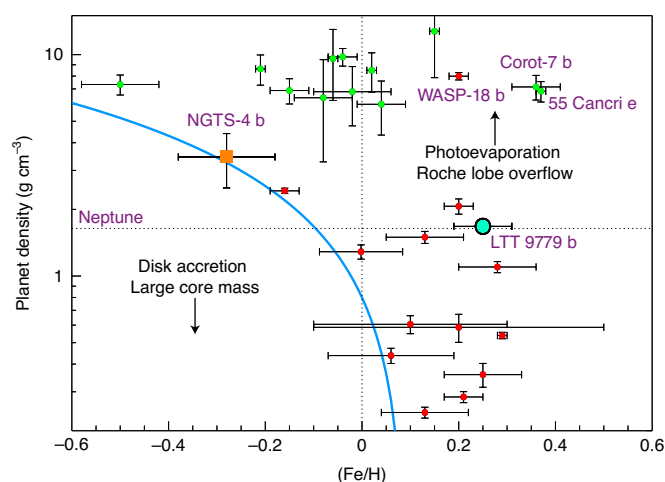 10
1
Planet density (g cm⁻³)
Corot-7 b
WASP-18 b
55 Cancri e
NGTS-4 b
Photoevaporation
Roche lobe overflow
Neptune
LTT 9779 b
Disk accretion
Large core mass
−0.6 −0.4 −0.2 0 0.2 0.4 0.6
(Fe/H)